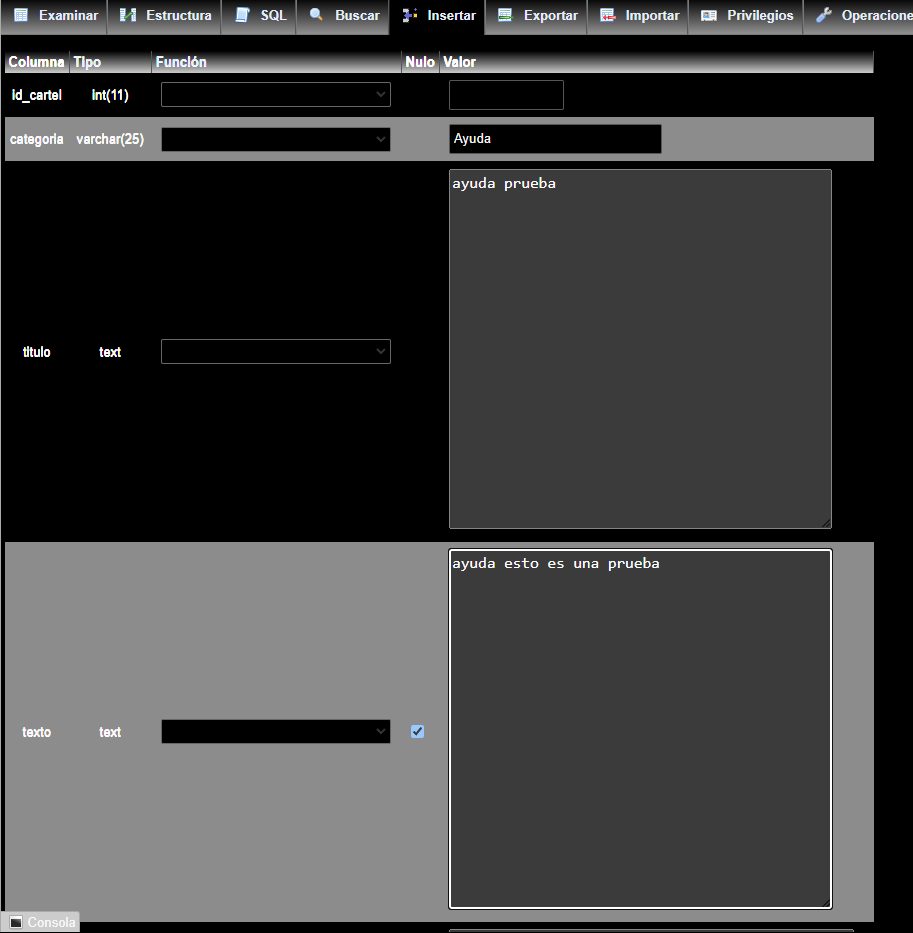 Examinar Estructura SQL Buscar Insertar Exportar Importar Privilegios Operacione
Columna Tipo Función Nulo Valor
id_cartel int(11)
categoria varchar(25) Ayuda
ayuda prueba
titulo text
ayuda esto es una prueba
texto text
Consola